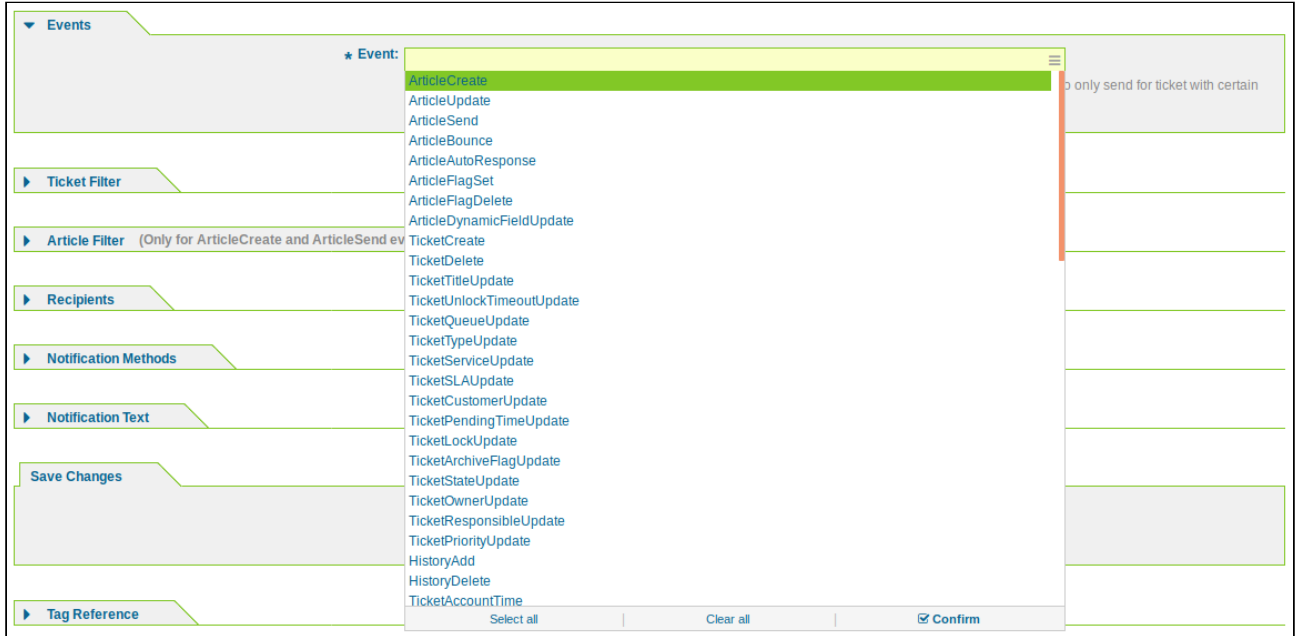 Events
* Event:
ArticleCreate
only send for ticket with certain
ArticleUpdate
ArticleSend
ArticleBounce
ArticleAutoResponse
Ticket Filter
ArticleFlagSet
ArticleFlagDelete
ArticleDynamicFieldUpdate
Article Filter (Only for ArticleCreate and ArticleSend ev
TicketCreate
TicketDelete
TicketTitleUpdate
Recipients
TicketUnlockTimeoutUpdate
TicketQueueUpdate
TicketTypeUpdate
Notification Methods
TicketServiceUpdate
TicketSLAUpdate
TicketCustomerUpdate
Notification Text
TicketPendingTimeUpdate
TicketLockUpdate
TicketArchiveFlagUpdate
Save Changes
TicketStateUpdate
TicketOwnerUpdate
TicketResponsibleUpdate
TicketPriorityUpdate
HistoryAdd
HistoryDelete
TicketAccountTime
Tag Reference
Select all | Clear all | Confirm